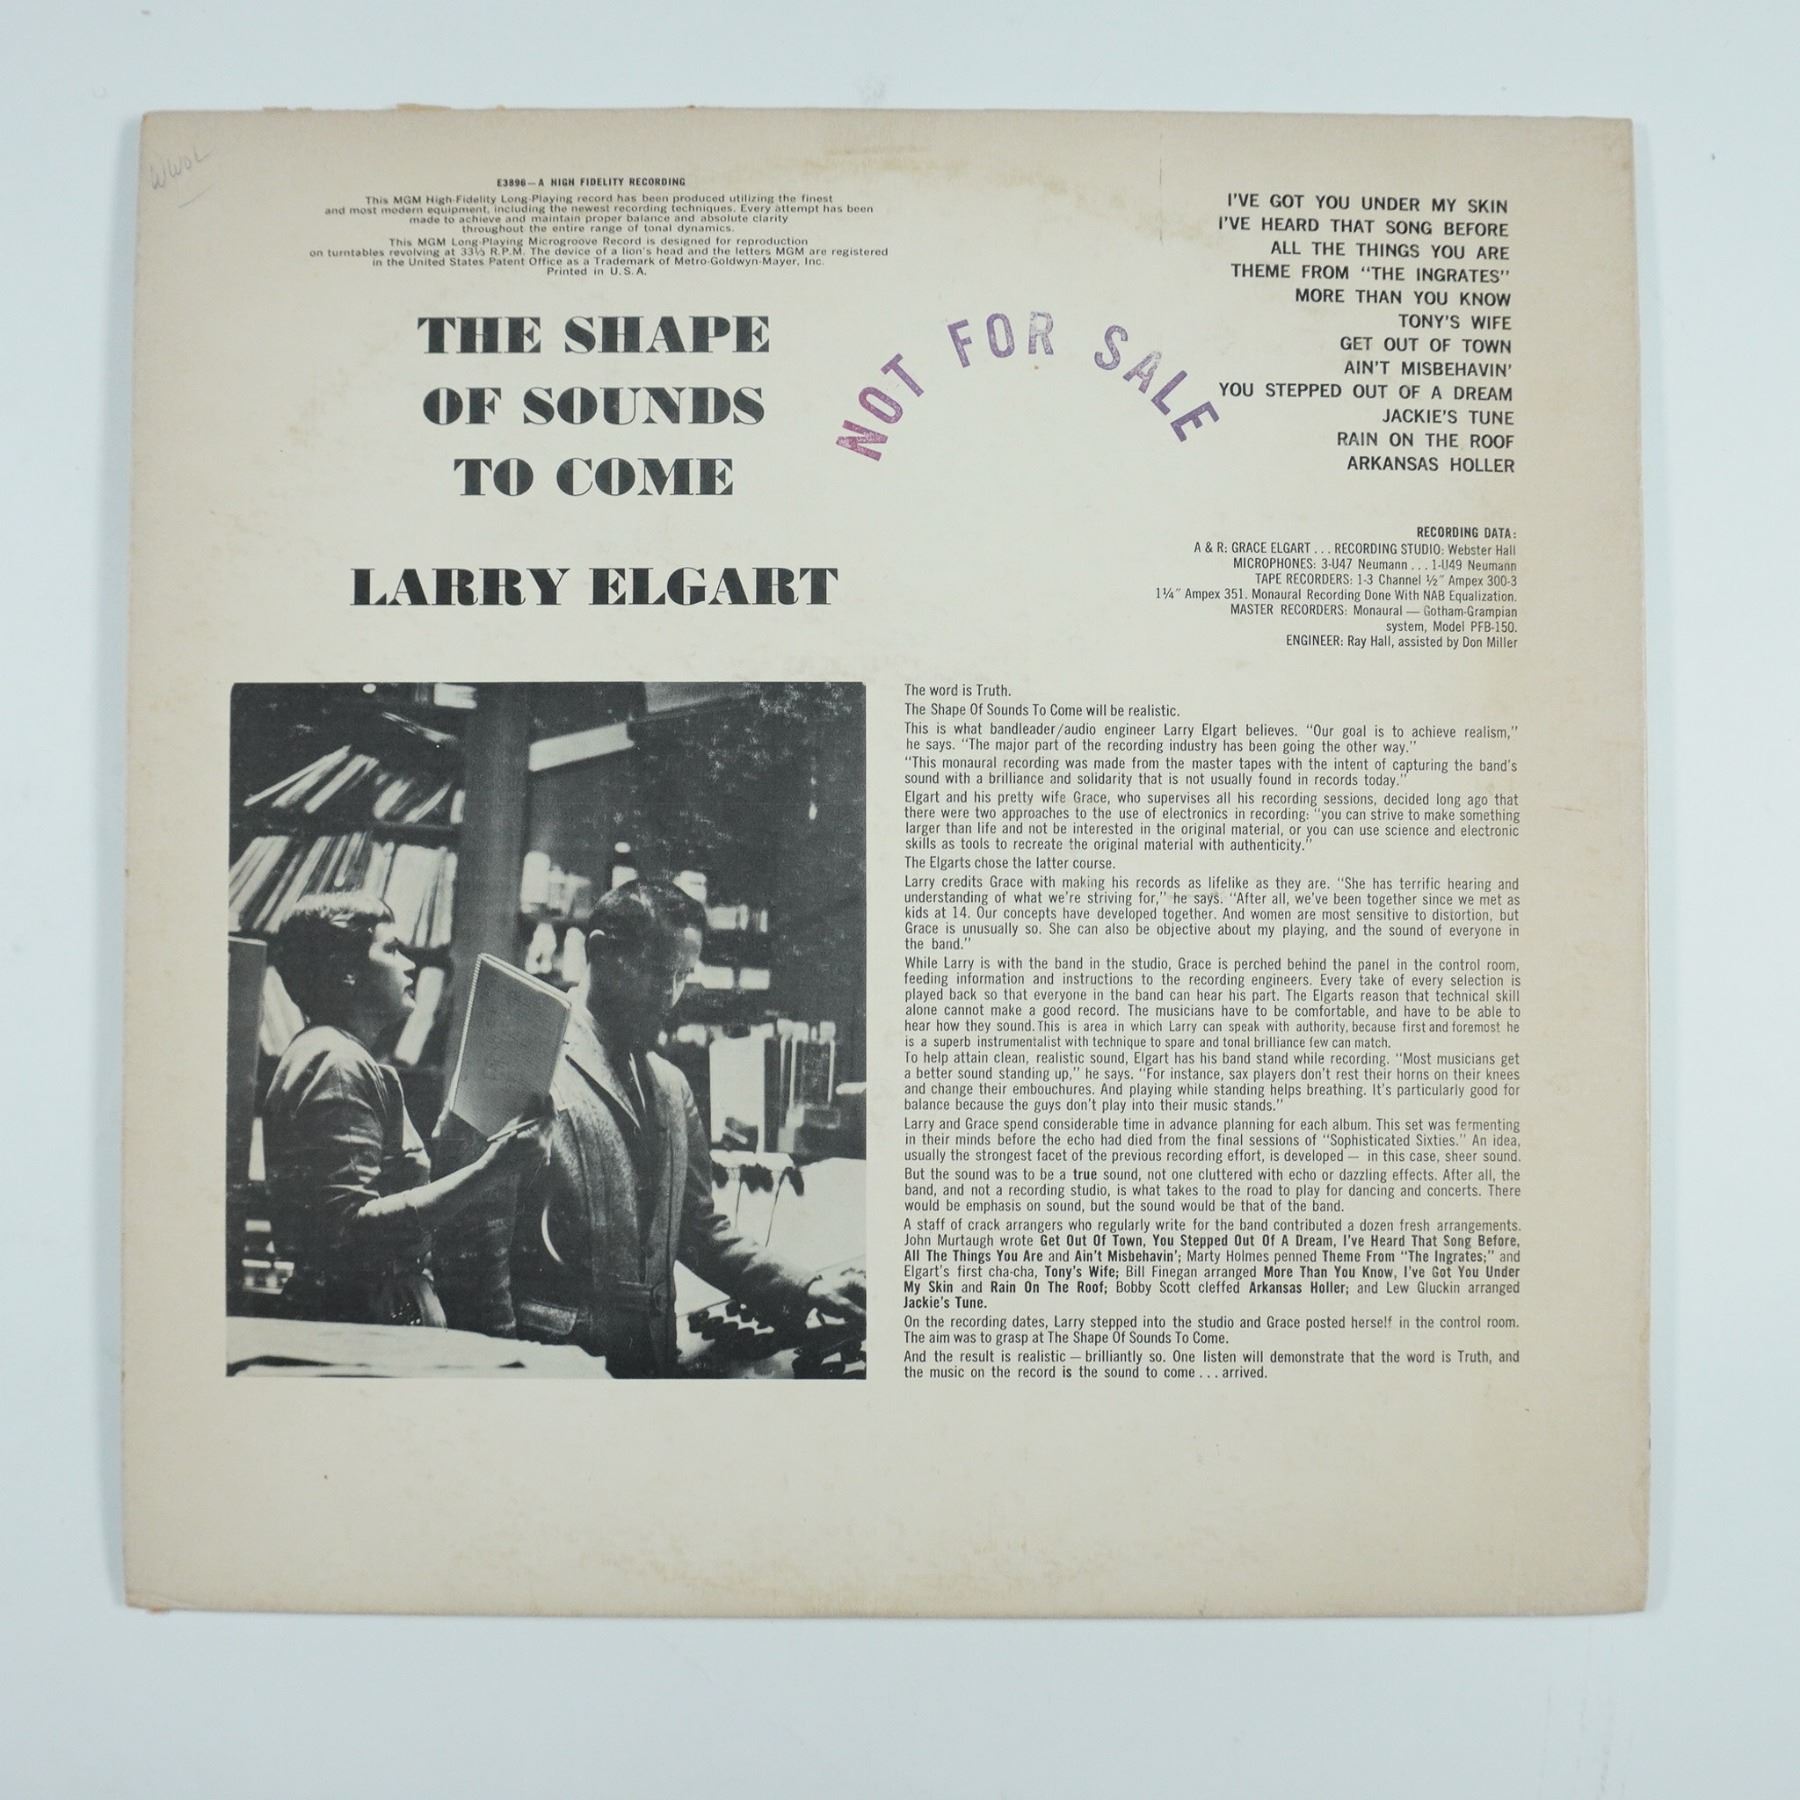 WWOL
E3896—A HIGH FIDELITY RECORDING
This MGM High-Fidelity Long-Playing record has been produced utilizing the finest
and most modern equipment, including the newest recording techniques. Every attempt has been
made to achieve and maintain proper balance and absolute clarity
throughout the entire range of tonal dynamics.
This MGM Long-Playing Microgroove Record is designed for reproduction
on turntables revolving at 33⅓ R.P.M. The device of a lion's head and the letters MGM are registered
in the United States Patent Office as a Trademark of Metro-Goldwyn-Mayer, Inc.
Printed in U.S.A.
THE SHAPE
OF SOUNDS
TO COME
LARRY ELGART
NOT FOR SALE
I'VE GOT YOU UNDER MY SKIN
I'VE HEARD THAT SONG BEFORE
ALL THE THINGS YOU ARE
THEME FROM "THE INGRATES"
MORE THAN YOU KNOW
TONY'S WIFE
GET OUT OF TOWN
AIN'T MISBEHAVIN'
YOU STEPPED OUT OF A DREAM
JACKIE'S TUNE
RAIN ON THE ROOF
ARKANSAS HOLLER
RECORDING DATA:
A & R: GRACE ELGART . . . RECORDING STUDIO: Webster Hall
MICROPHONES: 3-U47 Neumann . . . 1-U49 Neumann
TAPE RECORDERS: 1-3 Channel ½" Ampex 300-3
1¼" Ampex 351. Monaural Recording Done With NAB Equalization.
MASTER RECORDERS: Monaural — Gotham-Grampian
system, Model PFB-150.
ENGINEER: Ray Hall, assisted by Don Miller
The word is Truth.
The Shape Of Sounds To Come will be realistic.
This is what bandleader/audio engineer Larry Elgart believes. "Our goal is to achieve realism,"
he says. "The major part of the recording industry has been going the other way."
"This monaural recording was made from the master tapes with the intent of capturing the band's
sound with a brilliance and solidarity that is not usually found in records today."
Elgart and his pretty wife Grace, who supervises all his recording sessions, decided long ago that
there were two approaches to the use of electronics in recording: "you can strive to make something
larger than life and not be interested in the original material, or you can use science and electronic
skills as tools to recreate the original material with authenticity."
The Elgarts chose the latter course.
Larry credits Grace with making his records as lifelike as they are. "She has terrific hearing and
understanding of what we're striving for," he says. "After all, we've been together since we met as
kids at 14. Our concepts have developed together. And women are most sensitive to distortion, but
Grace is unusually so. She can also be objective about my playing, and the sound of everyone in
the band."
While Larry is with the band in the studio, Grace is perched behind the panel in the control room,
feeding information and instructions to the recording engineers. Every take of every selection is
played back so that everyone in the band can hear his part. The Elgarts reason that technical skill
alone cannot make a good record. The musicians have to be comfortable, and have to be able to
hear how they sound. This is area in which Larry can speak with authority, because first and foremost he
is a superb instrumentalist with technique to spare and tonal brilliance few can match.
To help attain clean, realistic sound, Elgart has his band stand while recording. "Most musicians get
a better sound standing up," he says. "For instance, sax players don't rest their horns on their knees
and change their embouchures. And playing while standing helps breathing. It's particularly good for
balance because the guys don't play into their music stands."
Larry and Grace spend considerable time in advance planning for each album. This set was fermenting
in their minds before the echo had died from the final sessions of "Sophisticated Sixties." An idea,
usually the strongest facet of the previous recording effort, is developed — in this case, sheer sound.
But the sound was to be a true sound, not one cluttered with echo or dazzling effects. After all, the
band, and not a recording studio, is what takes to the road to play for dancing and concerts. There
would be emphasis on sound, but the sound would be that of the band.
A staff of crack arrangers who regularly write for the band contributed a dozen fresh arrangements.
John Murtaugh wrote Get Out Of Town, You Stepped Out Of A Dream, I've Heard That Song Before,
All The Things You Are and Ain't Misbehavin'; Marty Holmes penned Theme From "The Ingrates;" and
Elgart's first cha-cha, Tony's Wife; Bill Finegan arranged More Than You Know, I've Got You Under
My Skin and Rain On The Roof; Bobby Scott cleffed Arkansas Holler; and Lew Gluckin arranged
Jackie's Tune.
On the recording dates, Larry stepped into the studio and Grace posted herself in the control room.
The aim was to grasp at The Shape Of Sounds To Come.
And the result is realistic — brilliantly so. One listen will demonstrate that the word is Truth, and
the music on the record is the sound to come . . . arrived.